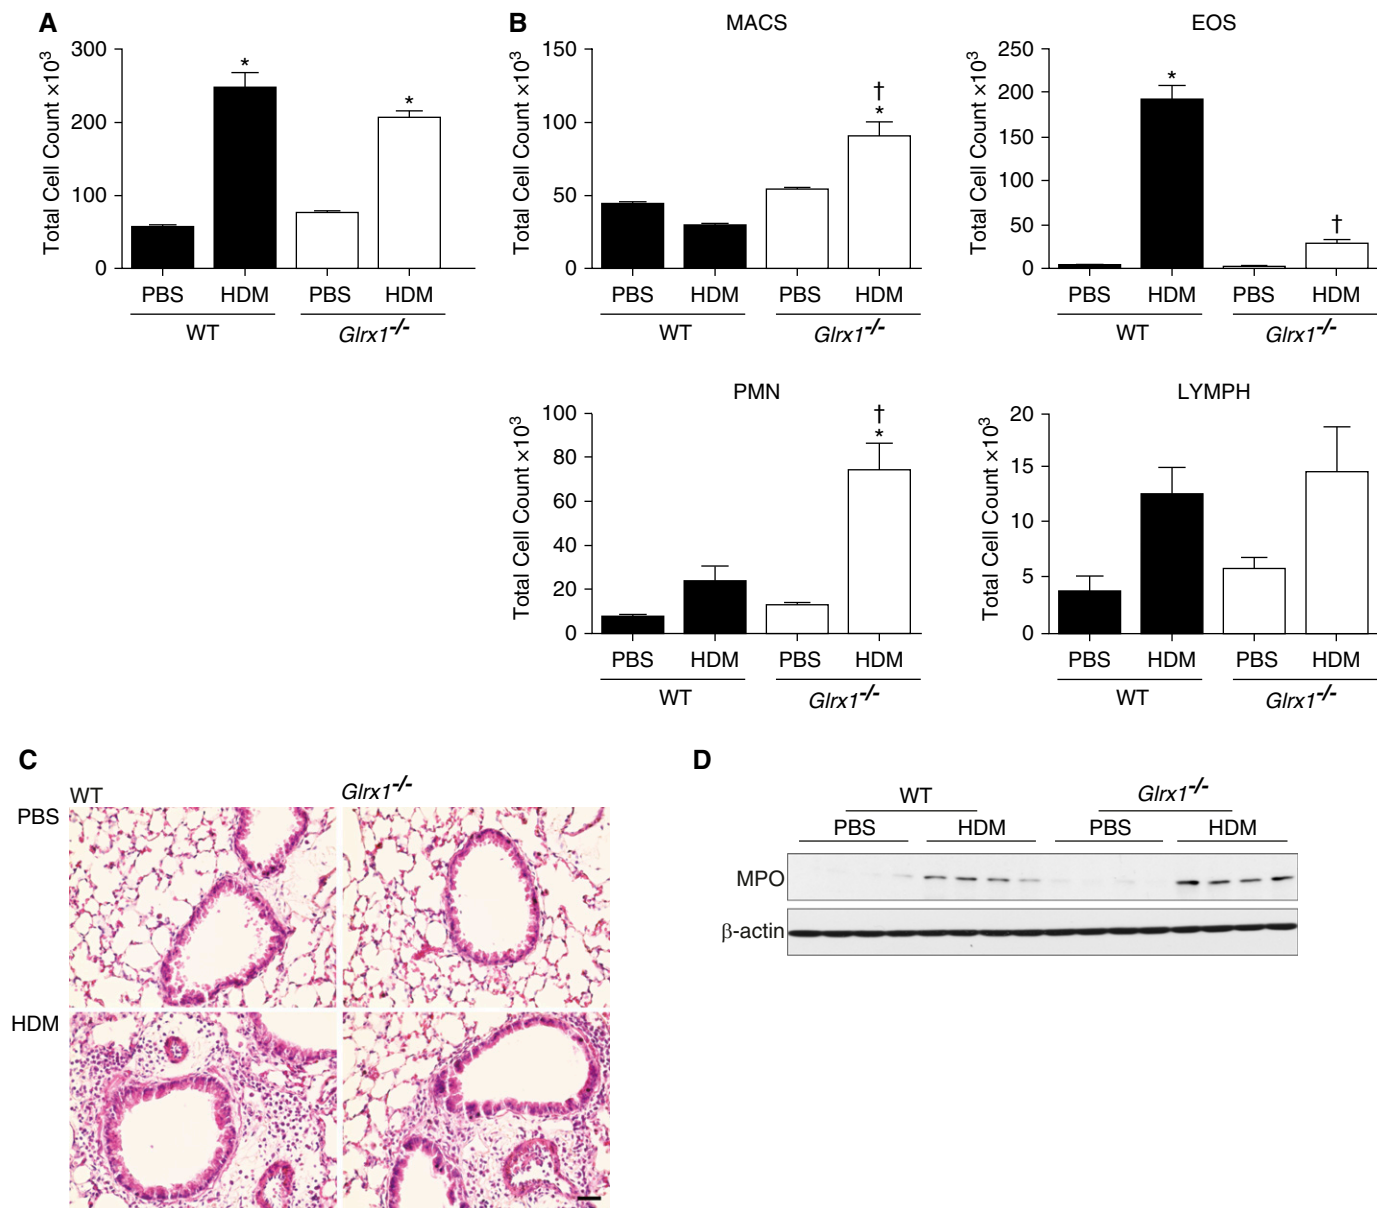 A
Total Cell Count ×10³
300
200
100
0
*
*
PBS HDM PBS HDM
WT Glrx1-/-
B
MACS
Total Cell Count ×10³
150
100
50
0
†
*
PBS HDM PBS HDM
WT Glrx1-/-
EOS
Total Cell Count ×10³
250
200
150
100
50
0
*
†
PBS HDM PBS HDM
WT Glrx1-/-
PMN
Total Cell Count ×10³
100
80
60
40
20
0
†
*
PBS HDM PBS HDM
WT Glrx1-/-
LYMPH
Total Cell Count ×10³
20
15
10
5
0
PBS HDM PBS HDM
WT Glrx1-/-
C
WT Glrx1-/-
PBS
HDM
D
WT Glrx1-/-
PBS HDM PBS HDM
MPO
β-actin